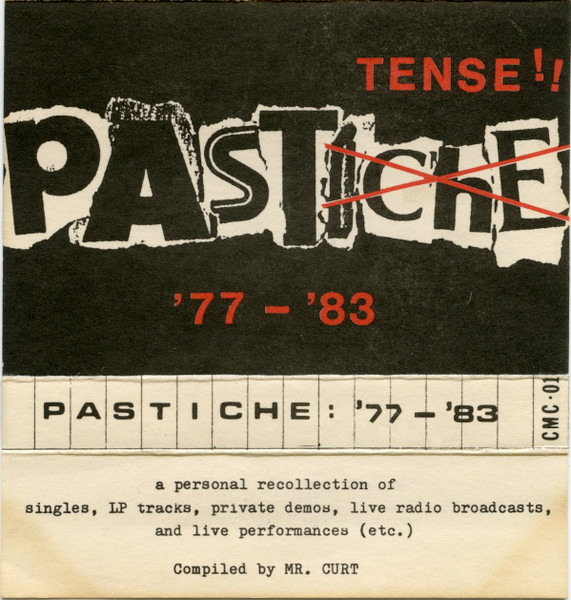 TENSE!!
PASTIChE
'77 - '83
PASTICHE: '77 - '83
CMC·01
a personal recollection of
singles, LP tracks, private demos, live radio broadcasts,
and live performances (etc.)
Compiled by MR. CURT